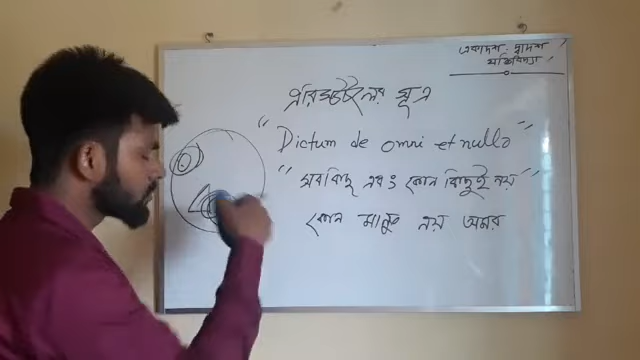 একাদশ-দ্বাদশ
যুক্তিবিদ্যা
এরিস্টটলের সূত্র
"Dictum de omni et nullo"
"সবকিছু এবং কোন কিছুই নয়"
কোন মানুষ নয় অমর